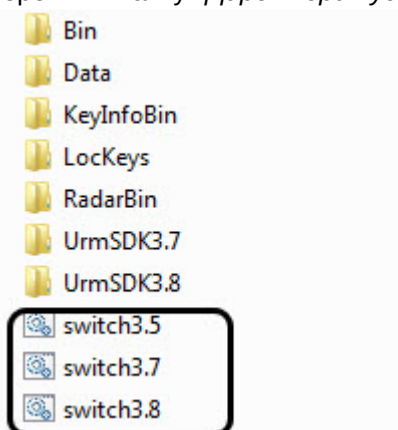 Bin
Data
KeyInfoBin
LocKeys
RadarBin
UrmSDK3.7
UrmSDK3.8
switch3.5
switch3.7
switch3.8